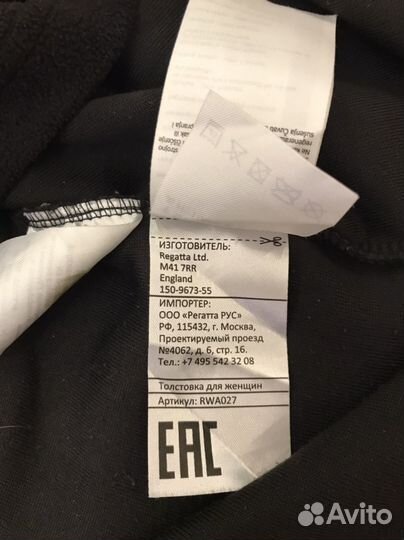 ИЗГОТОВИТЕЛЬ:
Regatta Ltd.
M41 7RR
England
150-9673-55
ИМПОРТЕР:
ООО «Регатта РУС»
РФ, 115432, г. Москва,
Проектируемый проезд
№4062, д. 6, стр. 16.
Тел.: +7 495 542 32 08
Толстовка для женщин
Артикул: RWA027
EAC
Avito